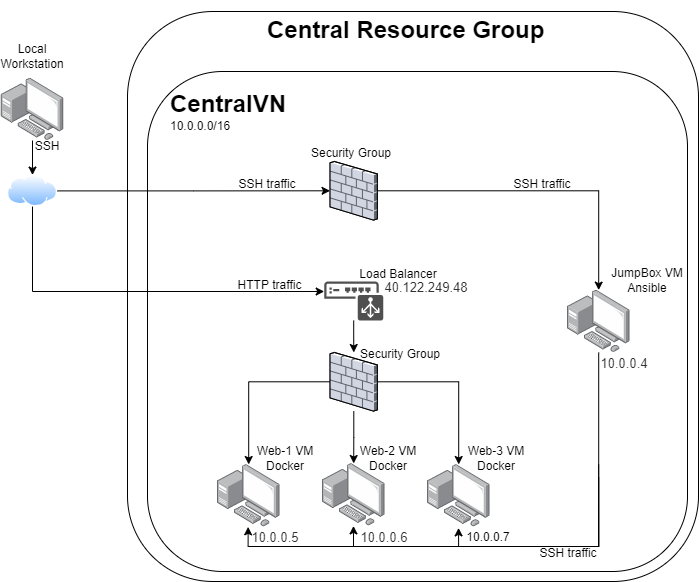 Central Resource Group
Local
Workstation
CentralVN
10.0.0.0/16
SSH
Security Group
SSH traffic
SSH traffic
HTTP traffic
Load Balancer
40.122.249.48
JumpBox VM
Ansible
10.0.0.4
Security Group
Web-1 VM
Docker
Web-2 VM
Docker
Web-3 VM
Docker
10.0.0.5
10.0.0.6
10.0.0.7
SSH traffic